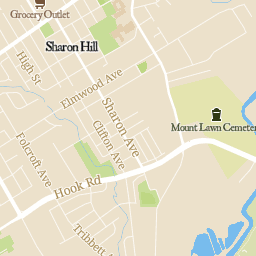 Grocery Outlet
Sharon Hill
High St
Elmwood Ave
Sharon Ave
Clifton Ave
Mount Lawn Cemeter
Folcroft Ave
Hook Rd
Tribbett